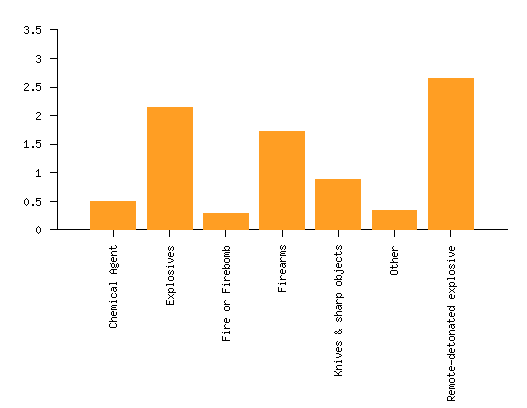 3.5
3
2.5
2
1.5
1
0.5
0
Chemical Agent
Explosives
Fire or Firebomb
Firearms
Knives & sharp objects
Other
Remote-detonated explosive